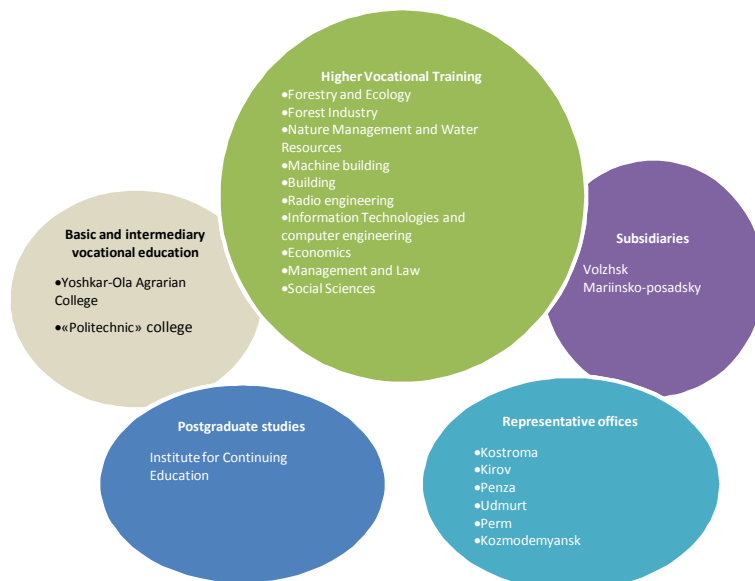 Higher Vocational Training
•Forestry and Ecology
•Forest Industry
•Nature Management and Water
Resources
•Machine building
•Building
•Radio engineering
•Information Technologies and
computer engineering
•Economics
•Management and Law
•Social Sciences
Basic and intermediary
vocational education
•Yoshkar-Ola Agrarian
College
•«Politechnic» college
Subsidiaries
Volzhsk
Mariinsko-posadsky
Postgraduate studies
Institute for Continuing
Education
Representative offices
•Kostroma
•Kirov
•Penza
•Udmurt
•Perm
•Kozmodemyansk